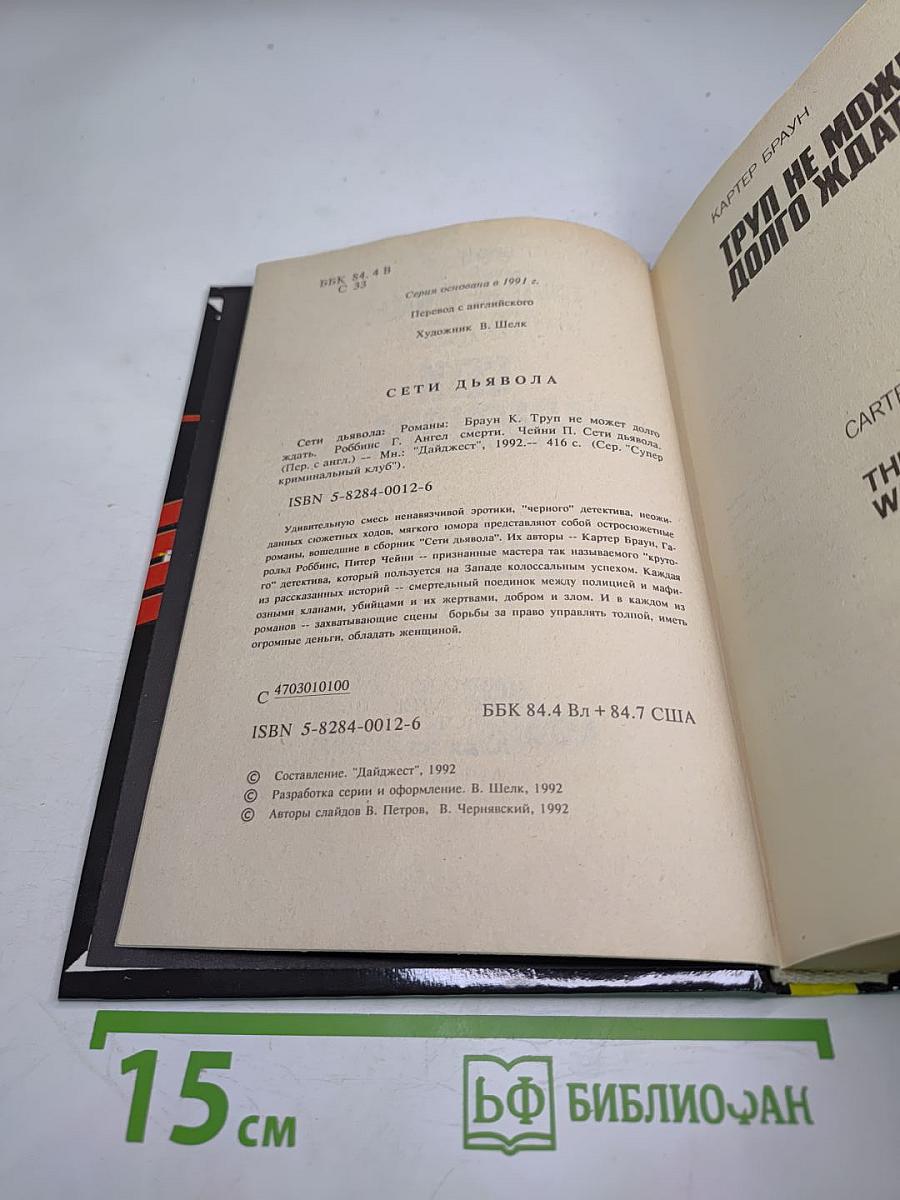 ББК 84. 4 В
С 33
Серия основана в 1991 г.
Перевод с английского
Художник В. Шелк
СЕТИ ДЬЯВОЛА
Сети дьявола: Романы: Браун К. Труп не может долго
ждать. Роббинс Г. Ангел смерти. Чейни П. Сети дьявола.
(Пер. с англ.) -- Мн.: "Дайджест", 1992.-- 416 с. (Сер. "Супер
криминальный клуб").
ISBN 5-8284-0012-6
Удивительную смесь ненавязчивой эротики, "черного" детектива, неожи-
данных сюжетных ходов, мягкого юмора представляют собой остросюжетные
романы, вошедшие в сборник "Сети дьявола". Их авторы -- Картер Браун, Га-
рольд Роббинс, Питер Чейни -- признанные мастера так называемого "круто-
го" детектива, который пользуется на Западе колоссальным успехом. Каждая
из рассказанных историй -- смертельный поединок между полицией и мафи-
озными кланами, убийцами и их жертвами, добром и злом. И в каждом из
романов -- захватывающие сцены борьбы за право управлять толпой, иметь
огромные деньги, обладать женщиной.
С 4703010100
ISBN 5-8284-0012-6
ББК 84.4 Вл + 84.7 США
© Составление. "Дайджест", 1992
© Разработка серии и оформление. В. Шелк, 1992
© Авторы слайдов В. Петров, В. Чернявский, 1992
КАРТЕР БРАУН
ТРУП НЕ МОЖ
ДОЛГО ЖДАТ
CARTE
TH
W
15 см
БФ БИБЛИОФАН